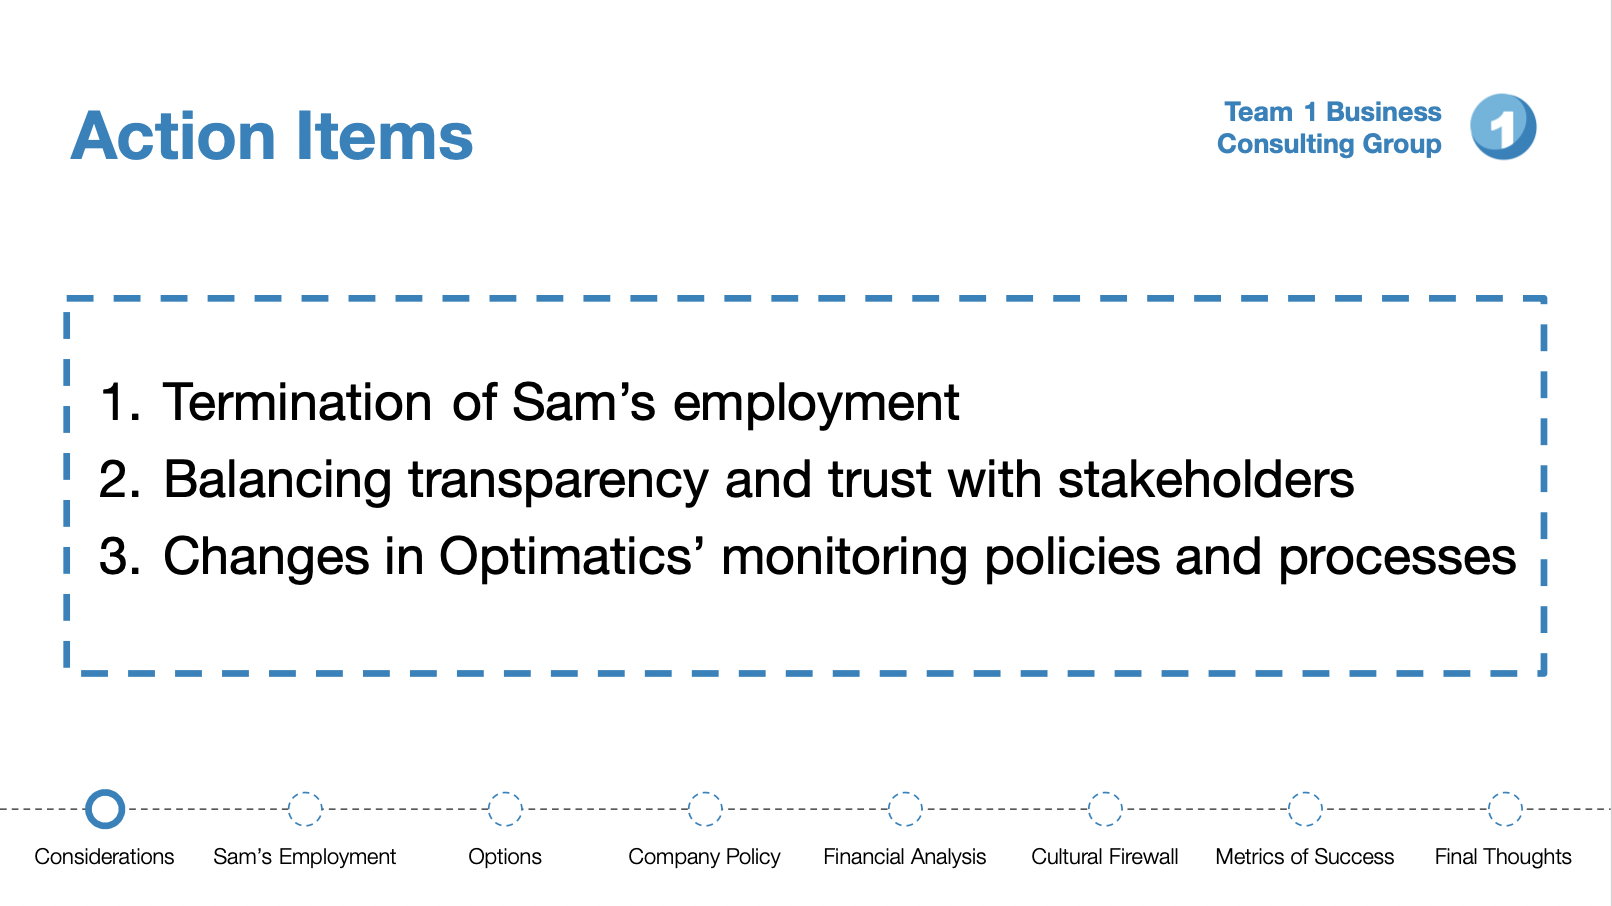 Action Items
Team 1 Business
Consulting Group
1
1. Termination of Sam’s employment
2. Balancing transparency and trust with stakeholders
3. Changes in Optimatics’ monitoring policies and processes
Considerations
Sam’s Employment
Options
Company Policy
Financial Analysis
Cultural Firewall
Metrics of Success
Final Thoughts